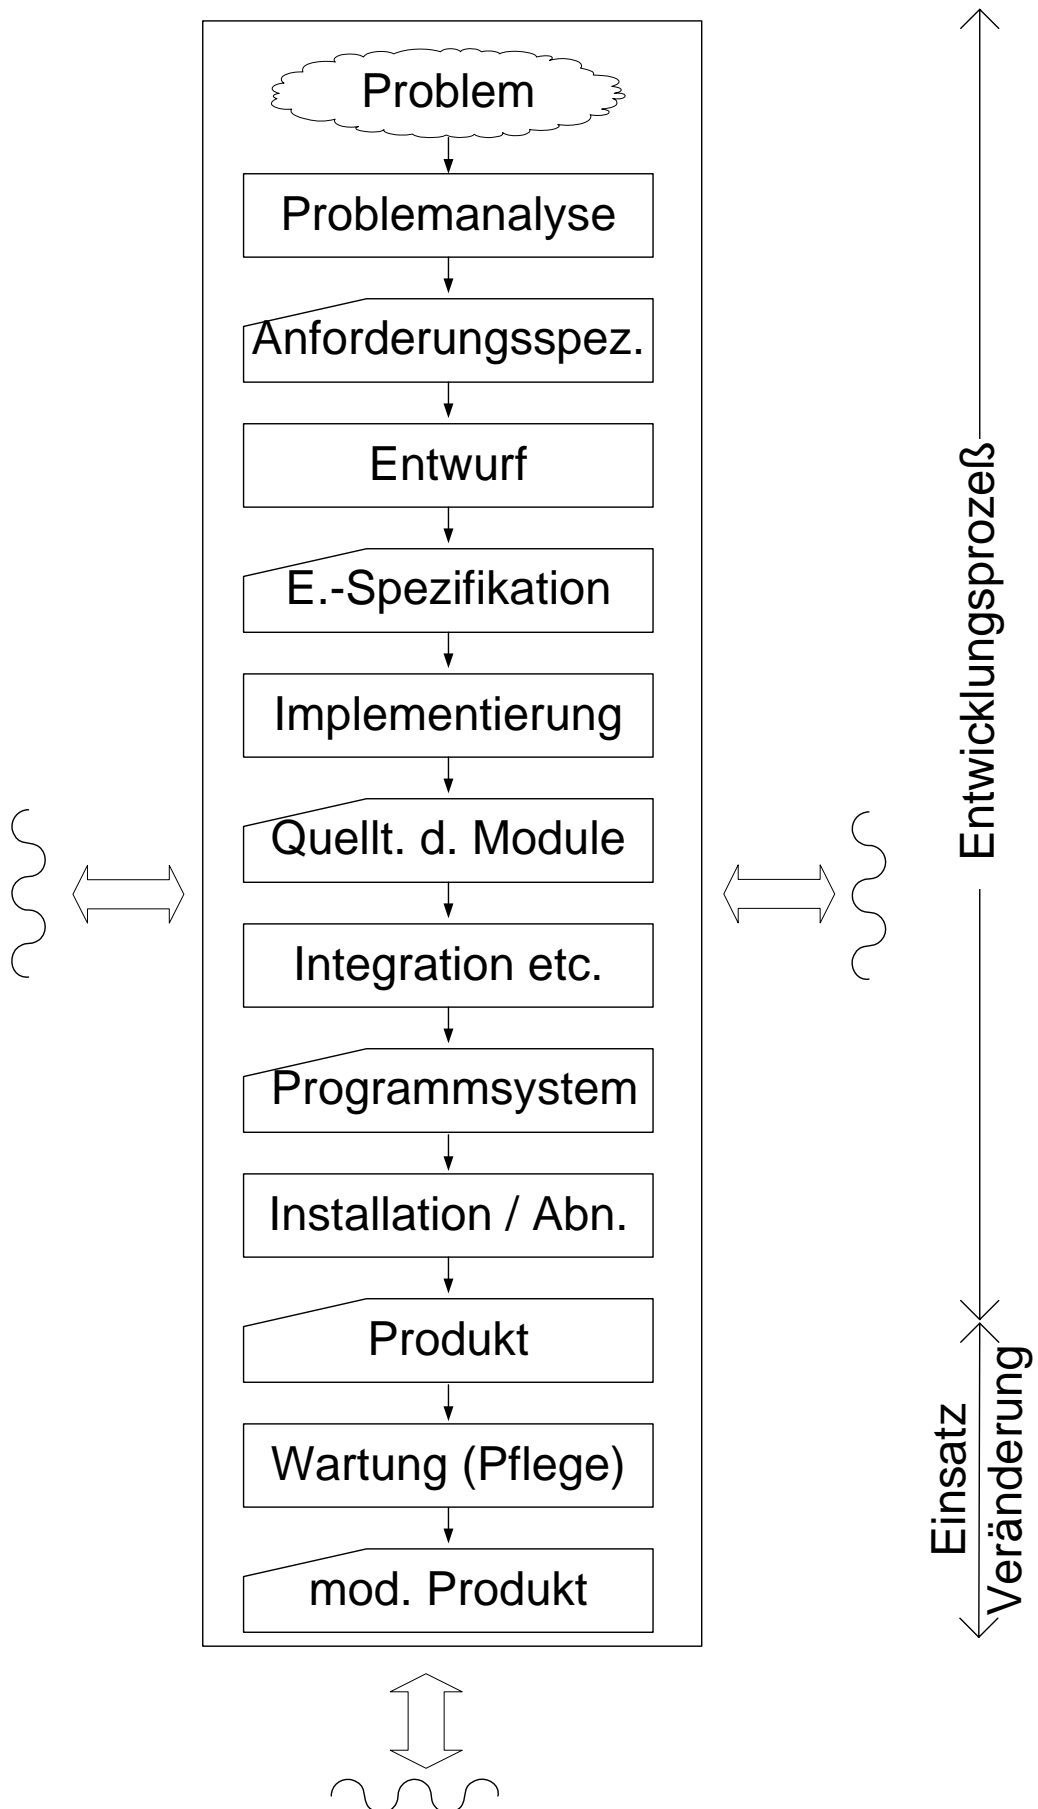 Problem
Problemanalyse
Anforderungsspez.
Entwurf
E.-Spezifikation
Implementierung
Quellt. d. Module
Integration etc.
Programmsystem
Installation / Abn.
Produkt
Wartung (Pflege)
mod. Produkt
Entwicklungsprozeß
Einsatz
Veränderung